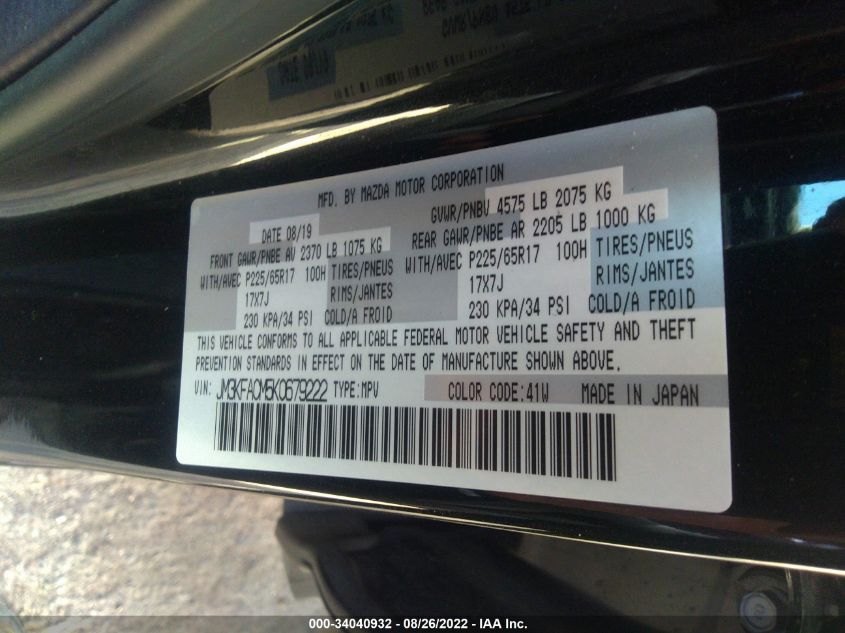 MFD. BY MAZDA MOTOR CORPORATION
DATE 08/19 GVWR/PNBV 4575 LB 2075 KG
FRONT GAWR/PNBE AV 2370 LB 1075 KG REAR GAWR/PNBE AR 2205 LB 1000 KG
WITH/AVEC P225/65R17 100H TIRES/PNEUS WITH/AVEC P225/65R17 100H TIRES/PNEUS
17X7J RIMS/JANTES 17X7J RIMS/JANTES
230 KPA/34 PSI COLD/A FROID 230 KPA/34 PSI COLD/A FROID
THIS VEHICLE CONFORMS TO ALL APPLICABLE FEDERAL MOTOR VEHICLE SAFETY AND THEFT
PREVENTION STANDARDS IN EFFECT ON THE DATE OF MANUFACTURE SHOWN ABOVE.
VIN: JM3KFACM5K0679222 TYPE:MPV COLOR CODE:41W MADE IN JAPAN
000-34040932 - 08/26/2022 - IAA Inc.